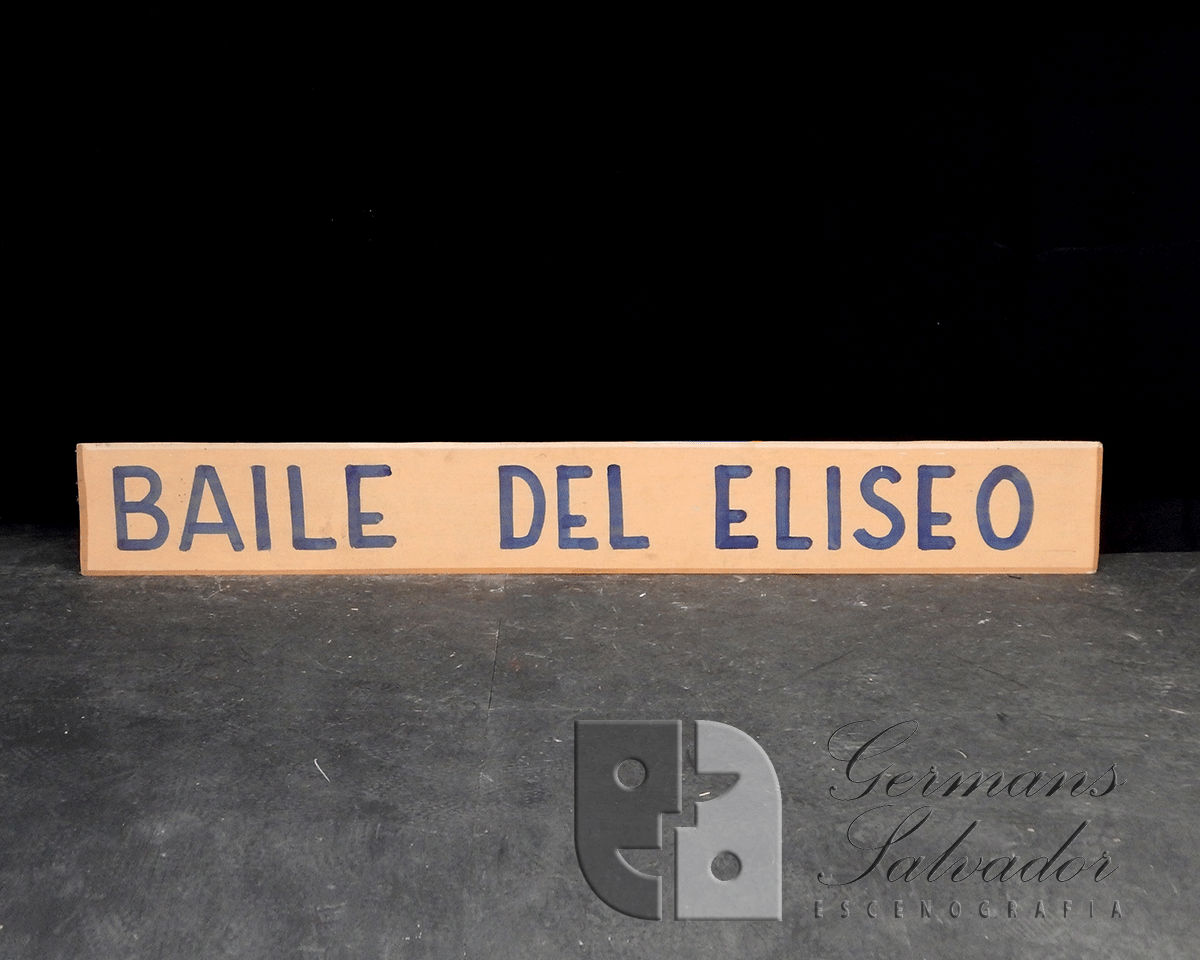 BAILE DEL ELISEO
Germans
Salvador
ESCENOGRAFIA